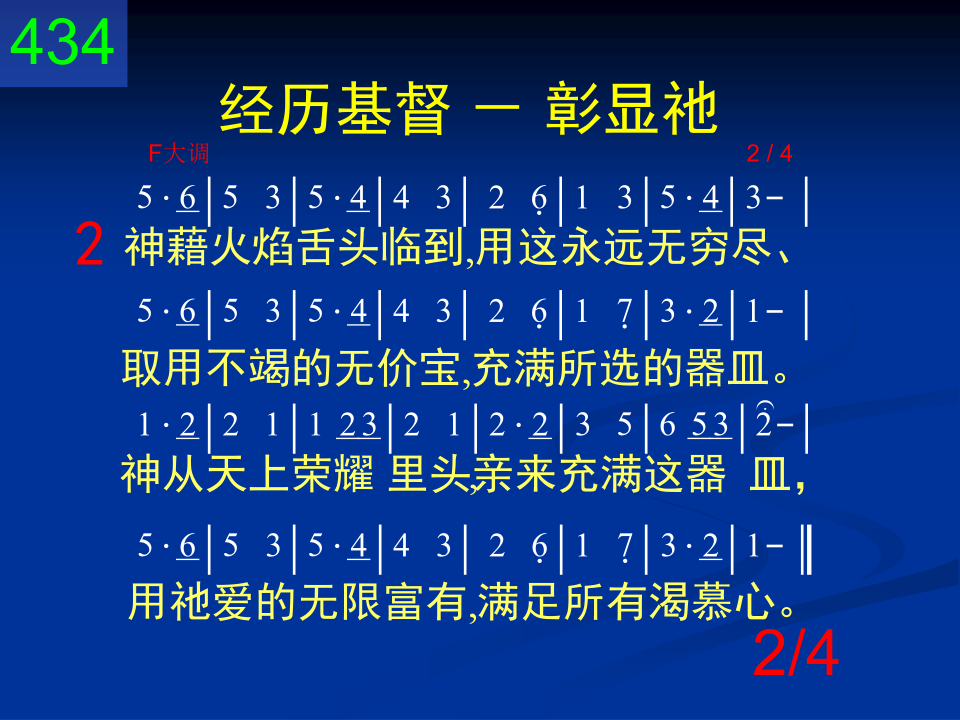 434
经历基督 － 彰显祂
F大调 2 / 4
5 · 6 | 5 3 | 5 · 4 | 4 3 | 2 6̣ | 1 3 | 5 · 4 | 3− |
2 神藉火焰舌头临到,用这永远无穷尽、
5 · 6 | 5 3 | 5 · 4 | 4 3 | 2 6̣ | 1 7̣ | 3 · 2 | 1− |
取用不竭的无价宝,充满所选的器皿。
1 · 2 | 2 1 | 1 2 3 | 2 1 | 2 · 2 | 3 5 | 6 5 3 | 2− |
神从天上荣耀 里头,亲来充满这器 皿，
5 · 6 | 5 3 | 5 · 4 | 4 3 | 2 6̣ | 1 7̣ | 3 · 2 | 1− ‖
用祂爱的无限富有,满足所有渴慕心。
2/4